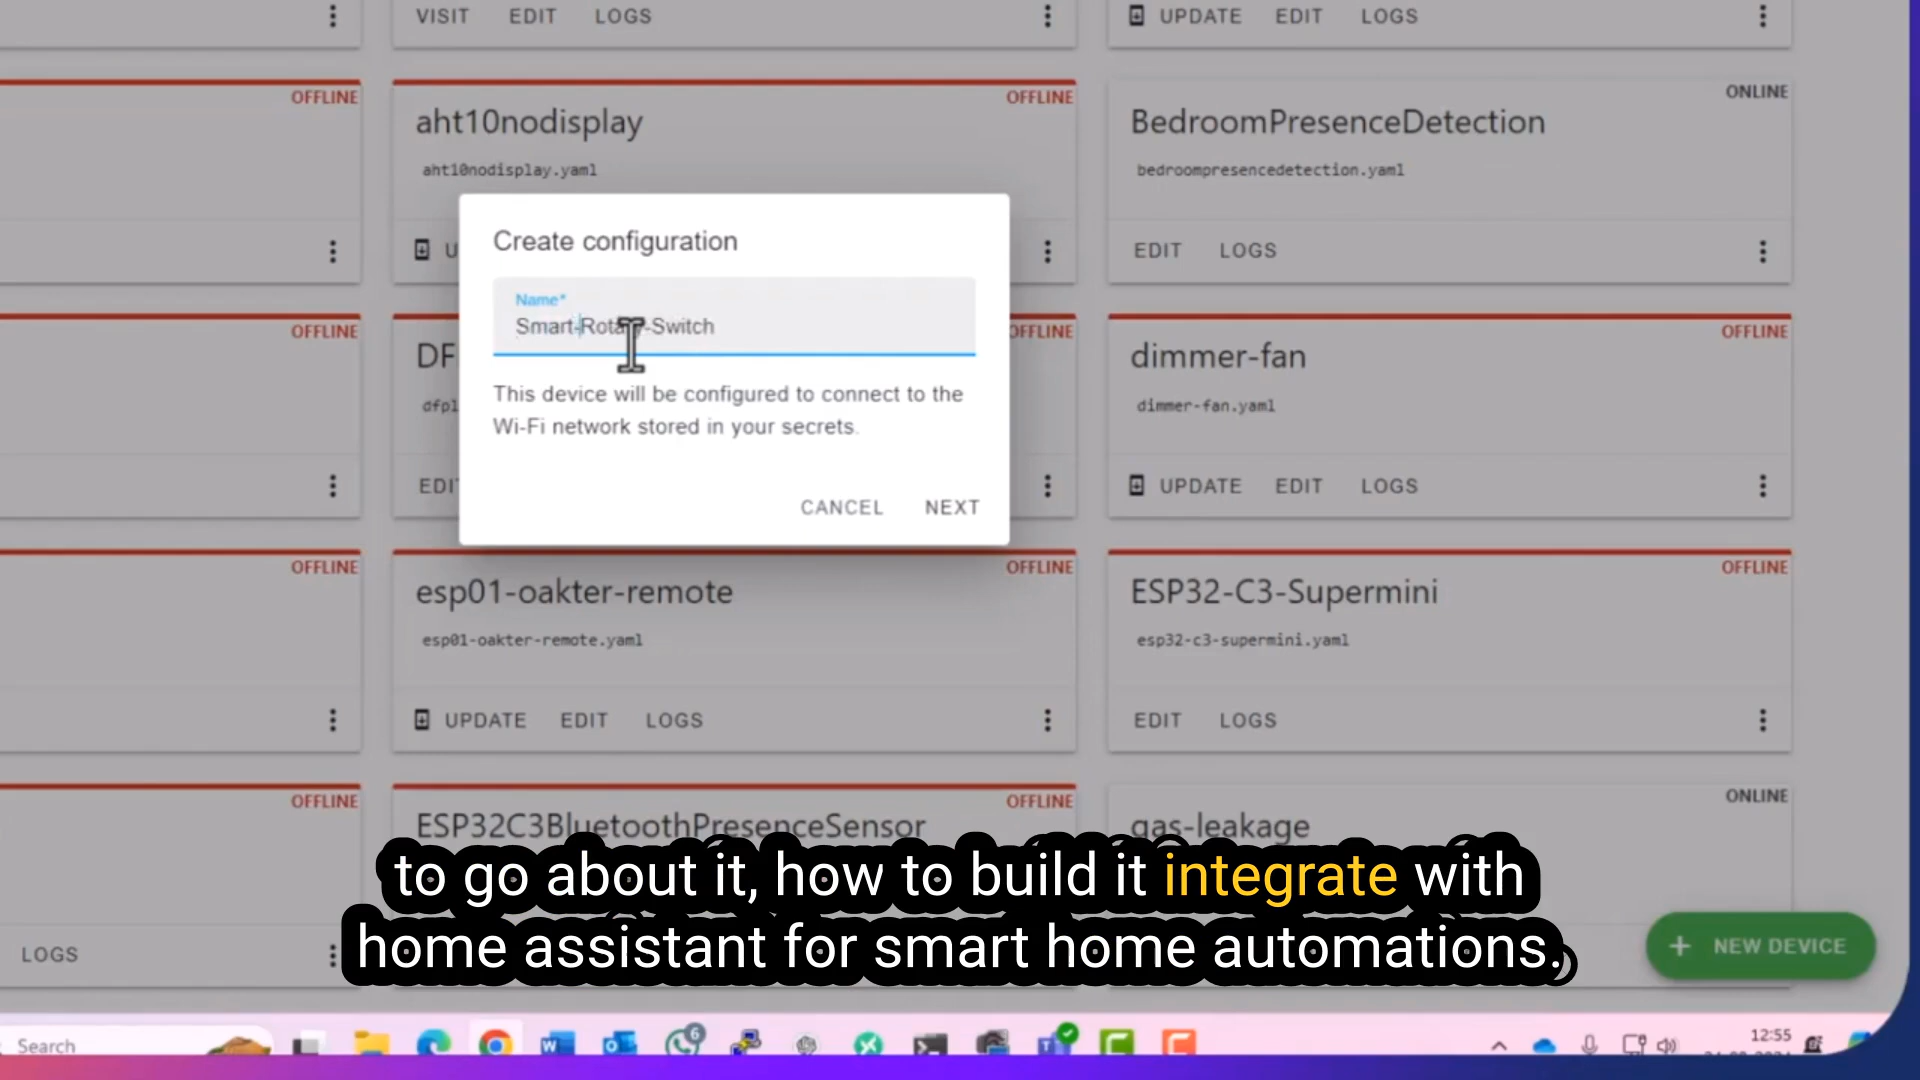 VISIT EDIT LOGS
UPDATE EDIT LOGS
OFFLINE
OFFLINE
ONLINE
aht10nodisplay
BedroomPresenceDetection
aht10nodisplay.yaml
bedroompresencedetection.yaml
Create configuration
EDIT LOGS
Name*
Smart-Rotary-Switch
OFFLINE
OFFLINE
OFFLINE
dimmer-fan
dimmer-fan.yaml
This device will be configured to connect to the
Wi-Fi network stored in your secrets.
UPDATE EDIT LOGS
CANCEL NEXT
OFFLINE
OFFLINE
OFFLINE
esp01-oakter-remote
ESP32-C3-Supermini
esp01-oakter-remote.yaml
esp32-c3-supermini.yaml
UPDATE EDIT LOGS
EDIT LOGS
OFFLINE
OFFLINE
ONLINE
ESP32C3BluetoothPresenceSensor
gas-leakage
to go about it, how to build it integrate with
home assistant for smart home automations.
LOGS
+ NEW DEVICE
Search
6
12:55